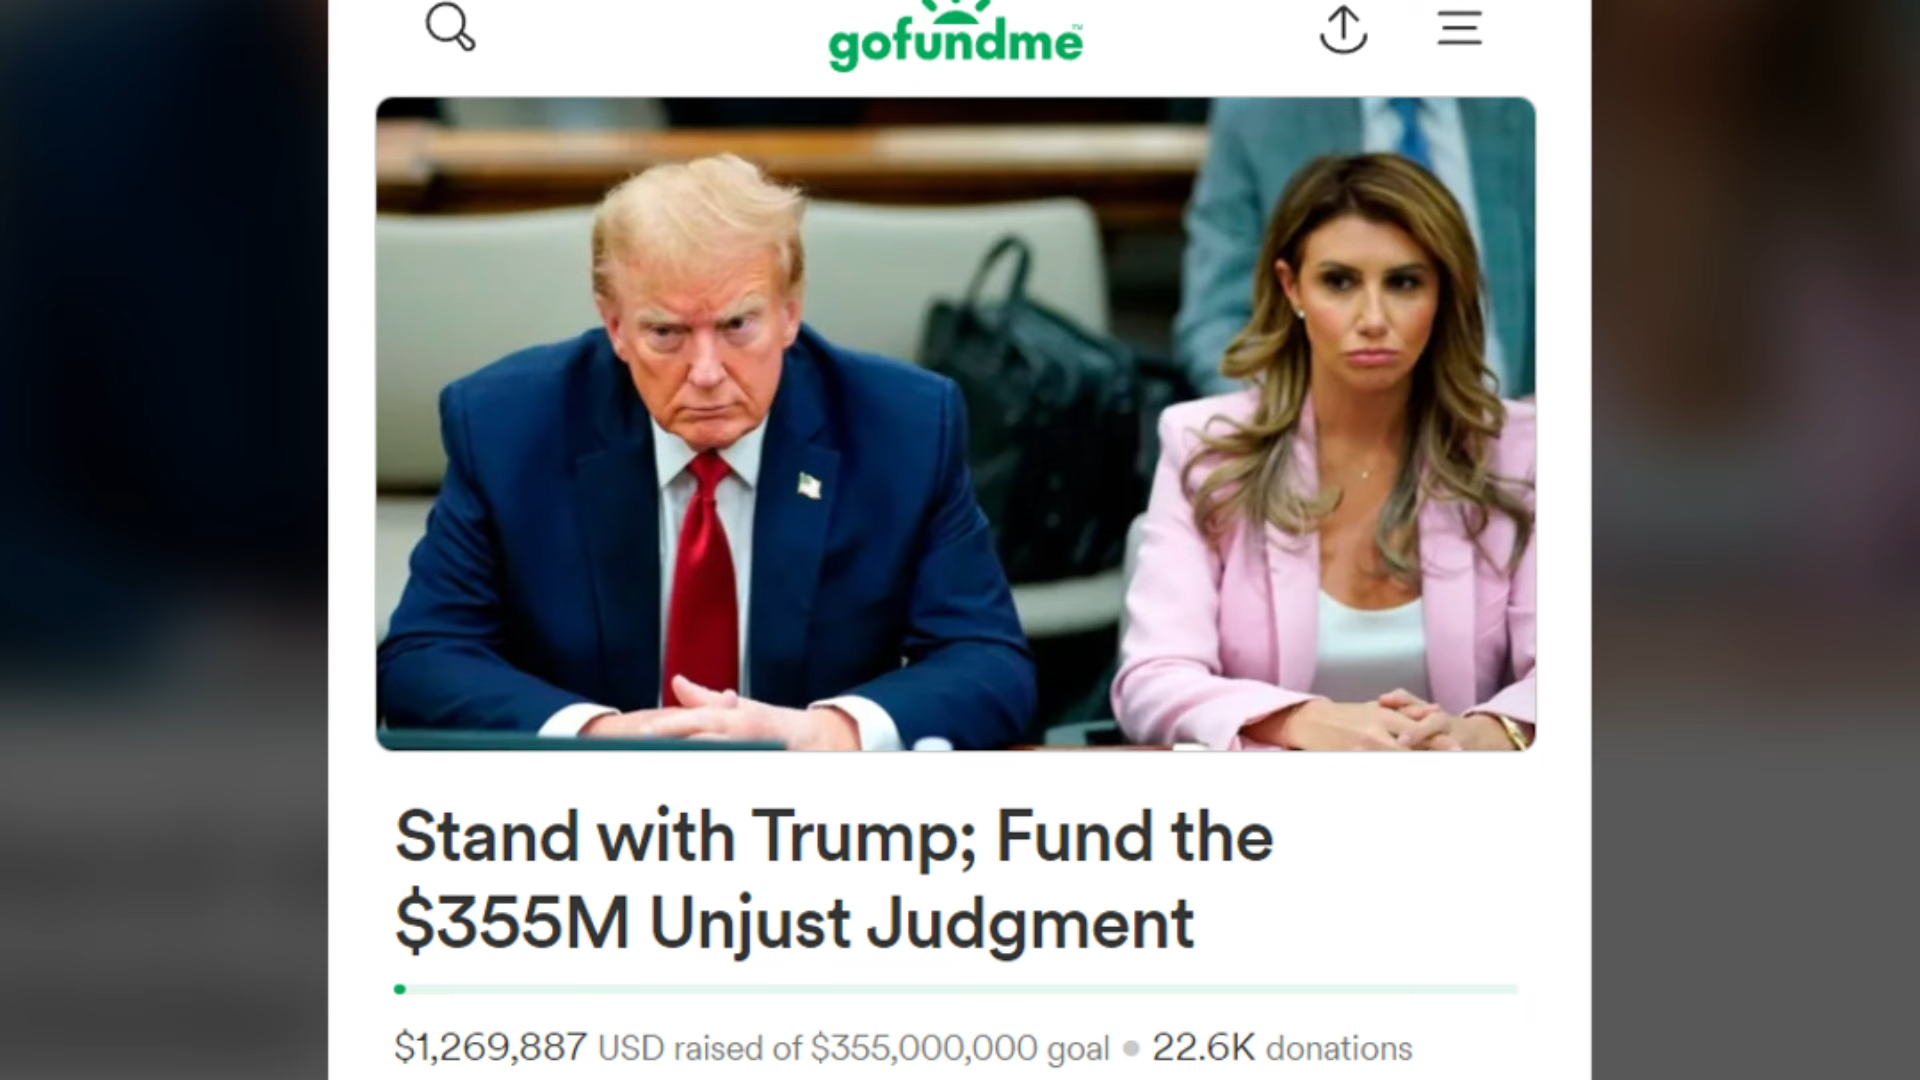 gofundme
Stand with Trump; Fund the
$355M Unjust Judgment
$1,269,887 USD raised of $355,000,000 goal • 22.6K donations